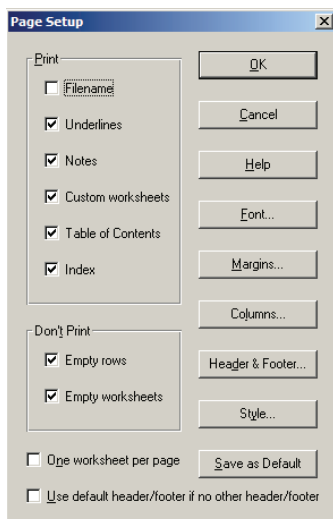 Page Setup
Print
Filename
Underlines
Notes
Custom worksheets
Table of Contents
Index
Don't Print
Empty rows
Empty worksheets
One worksheet per page
Use default header/footer if no other header/footer
OK
Cancel
Help
Font...
Margins...
Columns...
Header & Footer...
Style...
Save as Default